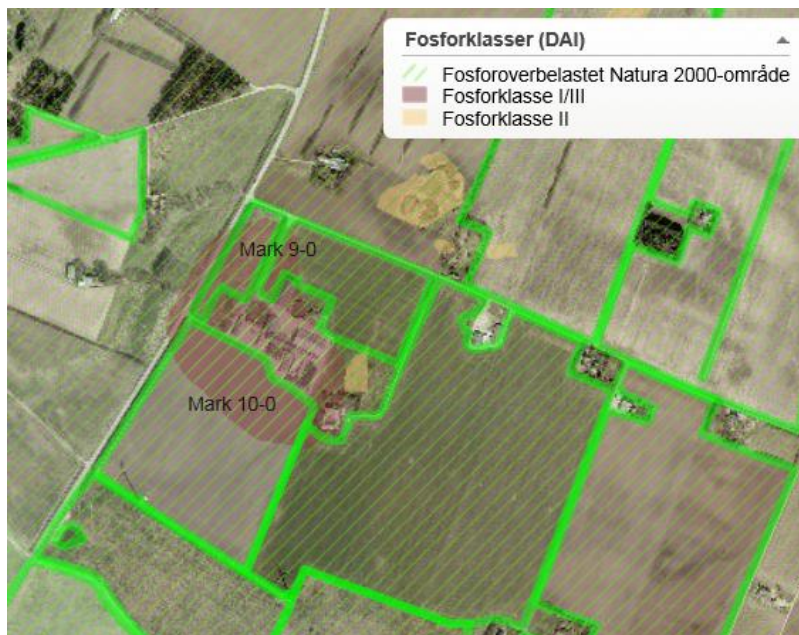 Fosforklasser (DAI)
Fosforoverbelastet Natura 2000-område
Fosforklasse I/III
Fosforklasse II
Mark 9-0
Mark 10-0